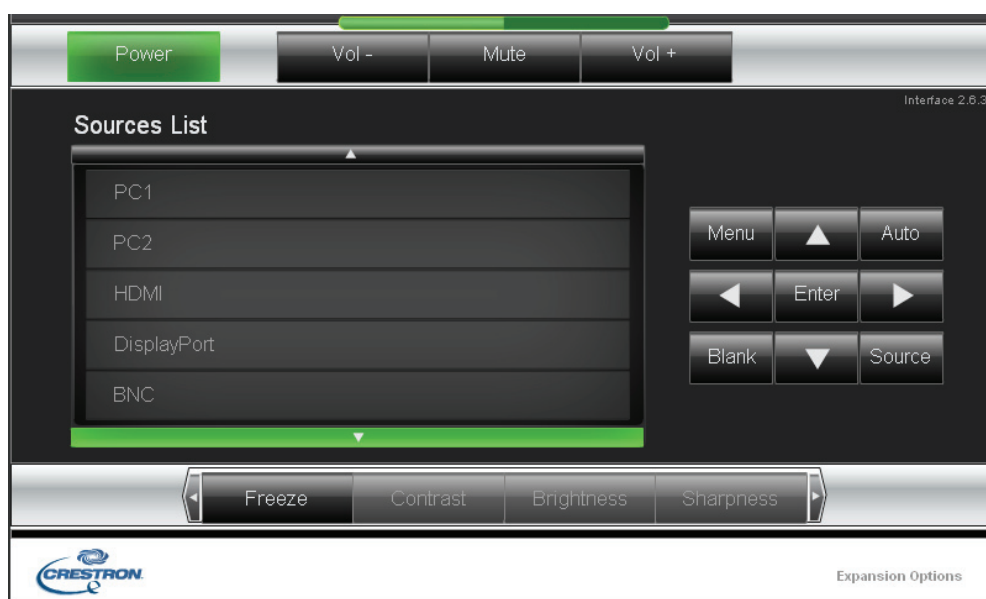 Power
Vol -
Mute
Vol +
Interface 2.6.3
Sources List
PC1
PC2
HDMI
DisplayPort
BNC
Menu
Auto
Enter
Blank
Source
Freeze
Contrast
Brightness
Sharpness
CRESTRON.
Expansion Options